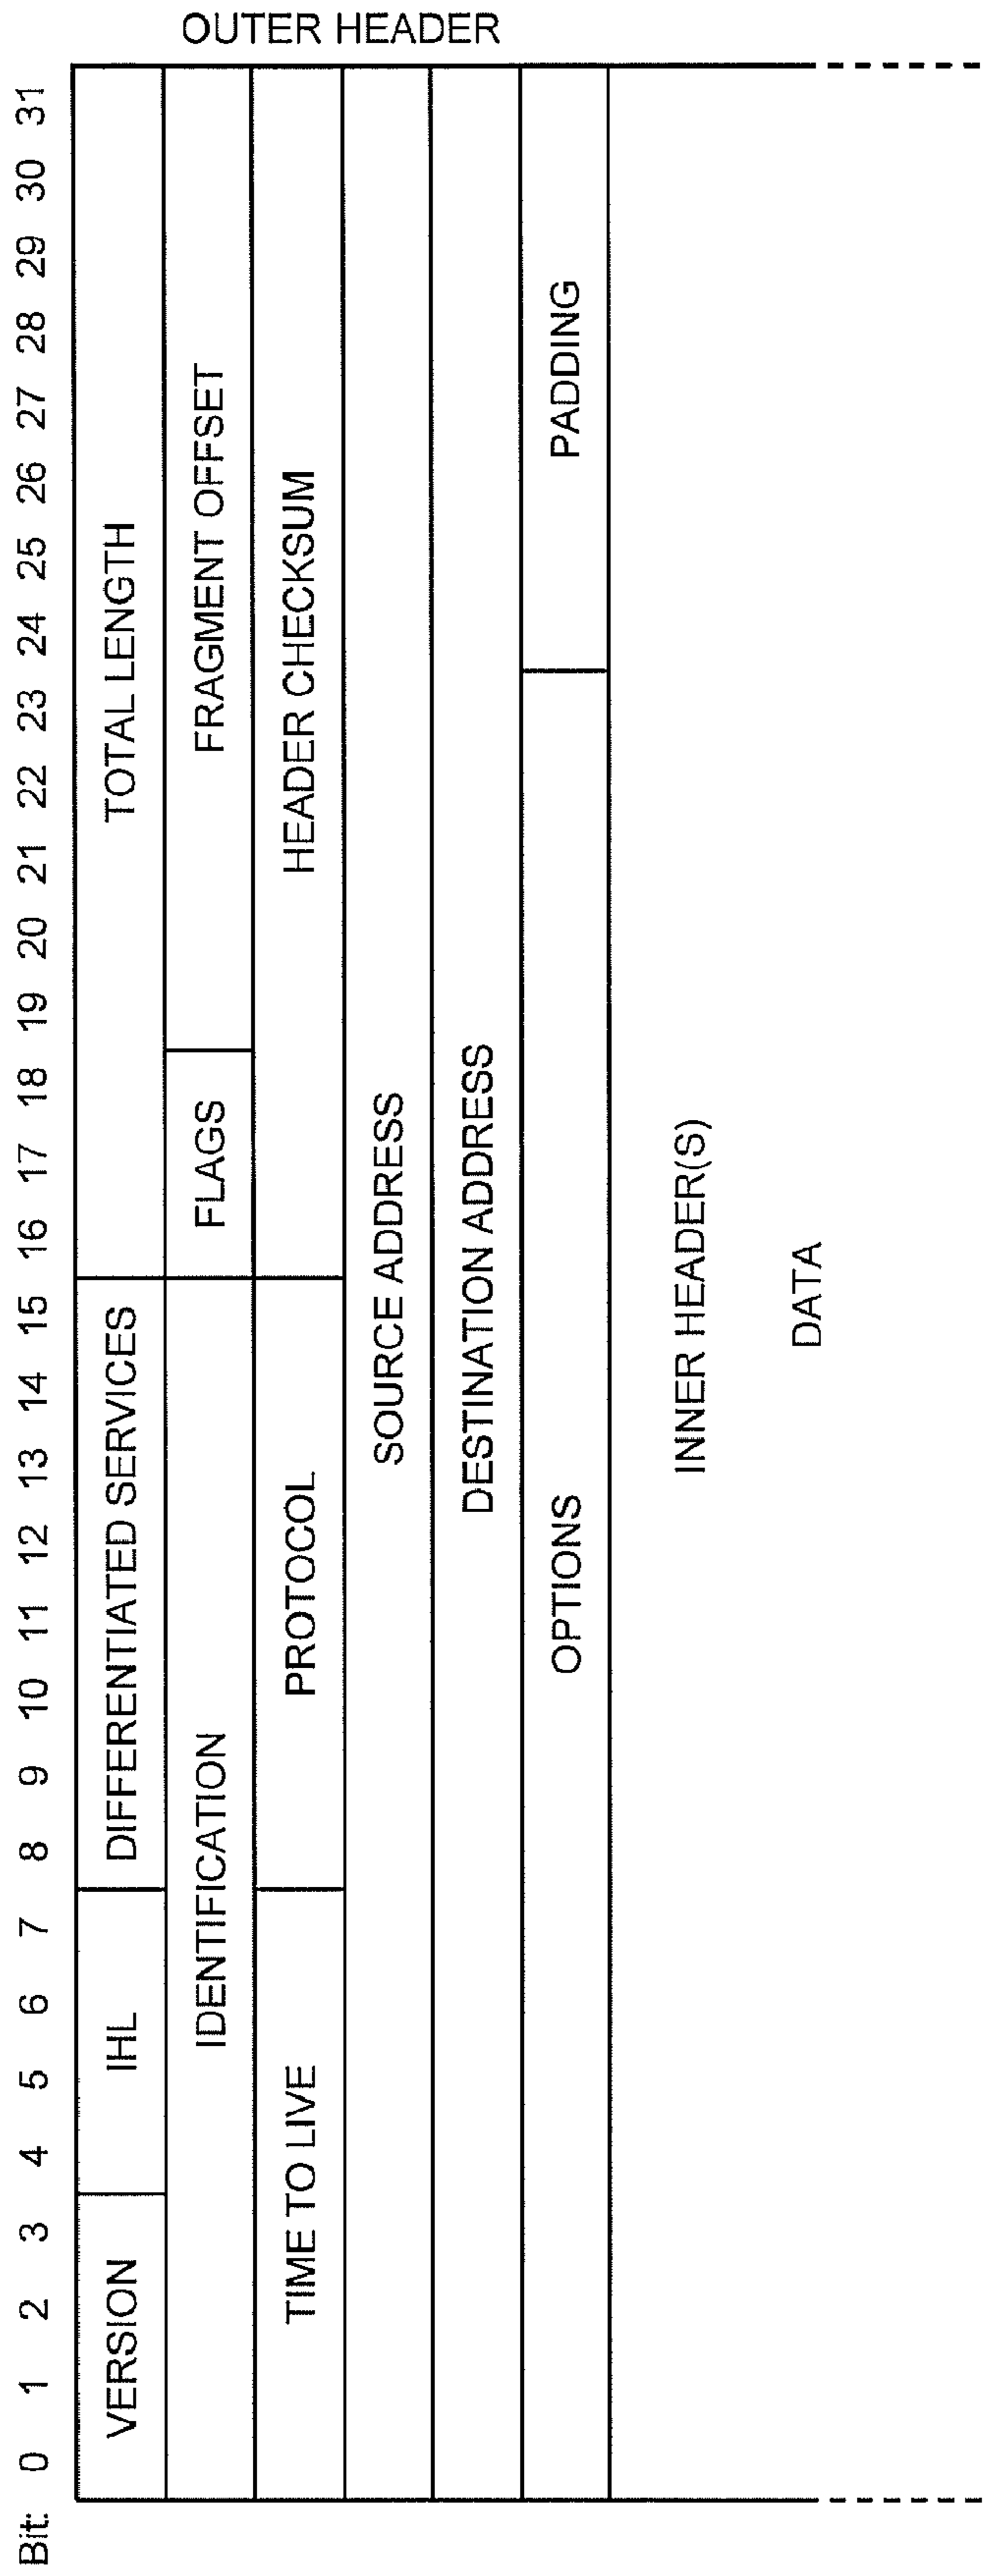 OUTER HEADER
Bit: 0 1 2 3 4 5 6 7 8 9 10 11 12 13 14 15 16 17 18 19 20 21 22 23 24 25 26 27 28 29 30 31
VERSION IHL DIFFERENTIATED SERVICES TOTAL LENGTH
IDENTIFICATION FLAGS FRAGMENT OFFSET
TIME TO LIVE PROTOCOL HEADER CHECKSUM
SOURCE ADDRESS
DESTINATION ADDRESS
OPTIONS PADDING
INNER HEADER(S)
DATA